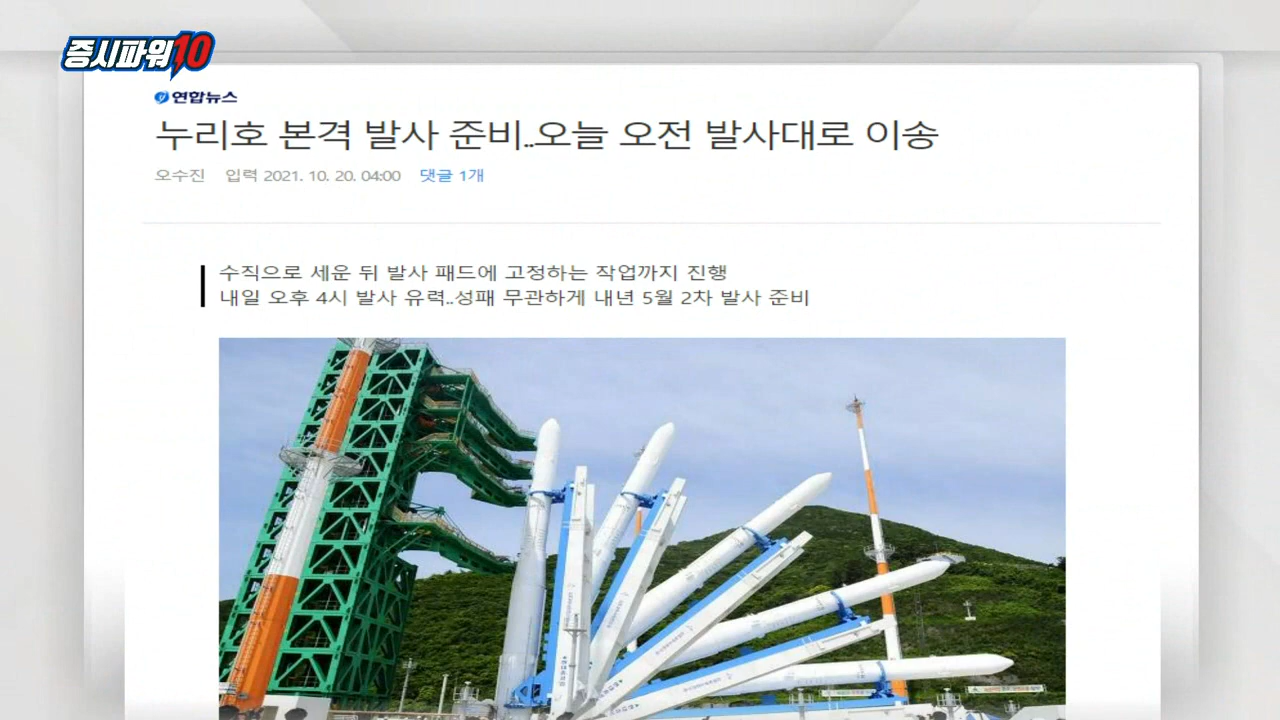 증시파워10
연합뉴스
누리호 본격 발사 준비..오늘 오전 발사대로 이송
오수진 입력 2021. 10. 20. 04:00 댓글 1개
수직으로 세운 뒤 발사 패드에 고정하는 작업까지 진행
내일 오후 4시 발사 유력..성패 무관하게 내년 5월 2차 발사 준비